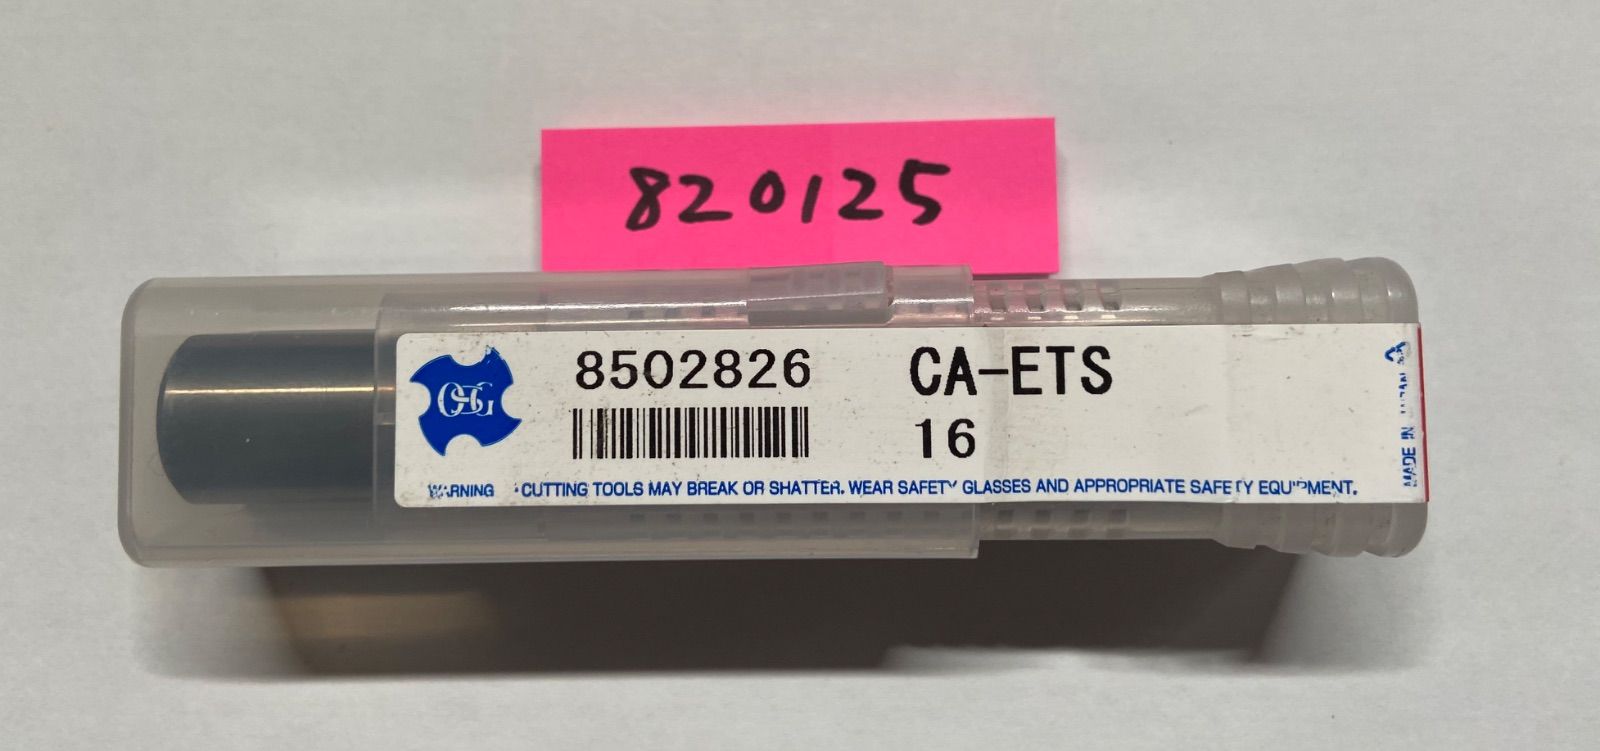 820125
OSG
8502826
CA-ETS
16
WARNING ・CUTTING TOOLS MAY BREAK OR SHATTER. WEAR SAFETY GLASSES AND APPROPRIATE SAFETY EQUIPMENT.
MADE IN